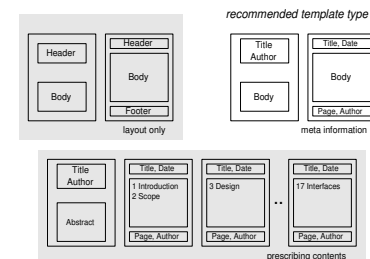 recommended template type
Header
Body
Header
Body
Footer
layout only
Title
Author
Body
Title, Date
Body
Page, Author
meta information
Title
Author
Abstract
Title, Date
1 Introduction
2 Scope
Page, Author
Title, Date
3 Design
Page, Author
..
Title, Date
17 Interfaces
Page, Author
prescribing contents